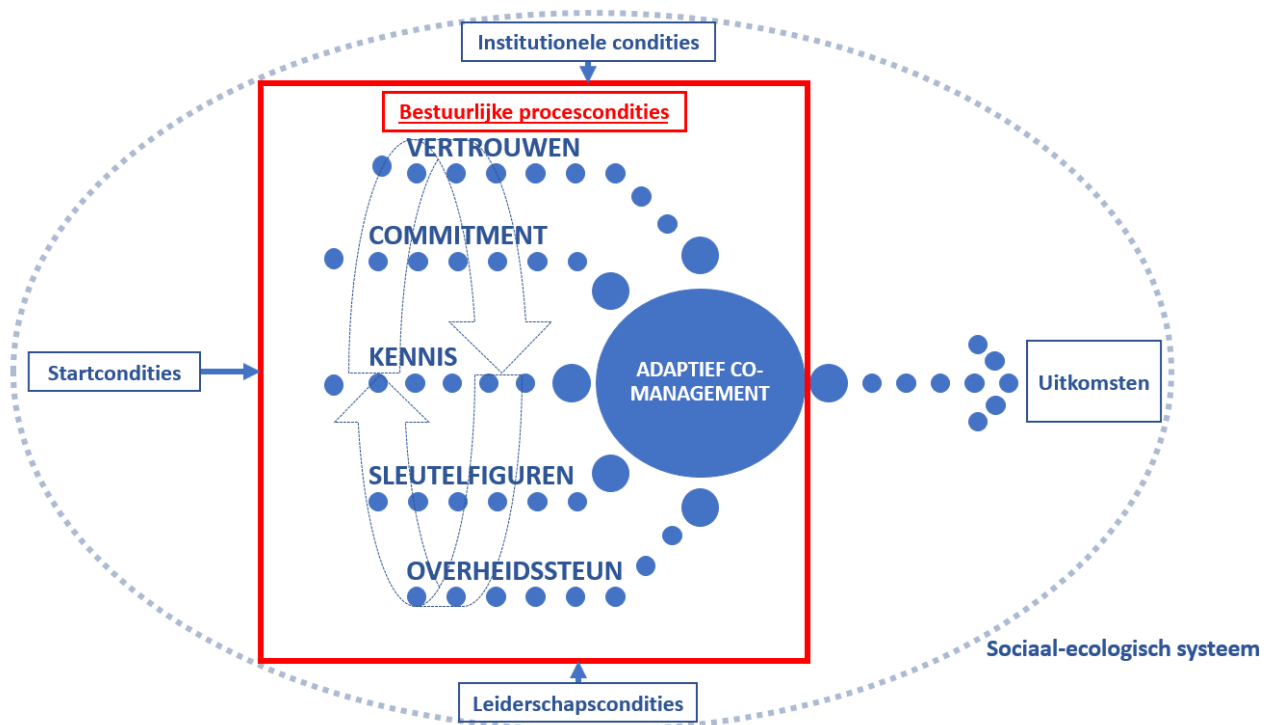 Institutionele condities
Bestuurlijke procescondities
VERTROUWEN
COMMITMENT
KENNIS
SLEUTELFIGUREN
OVERHEIDSSTEUN
ADAPTIEF CO-
MANAGEMENT
Startcondities
Uitkomsten
Sociaal-ecologisch systeem
Leiderschapscondities